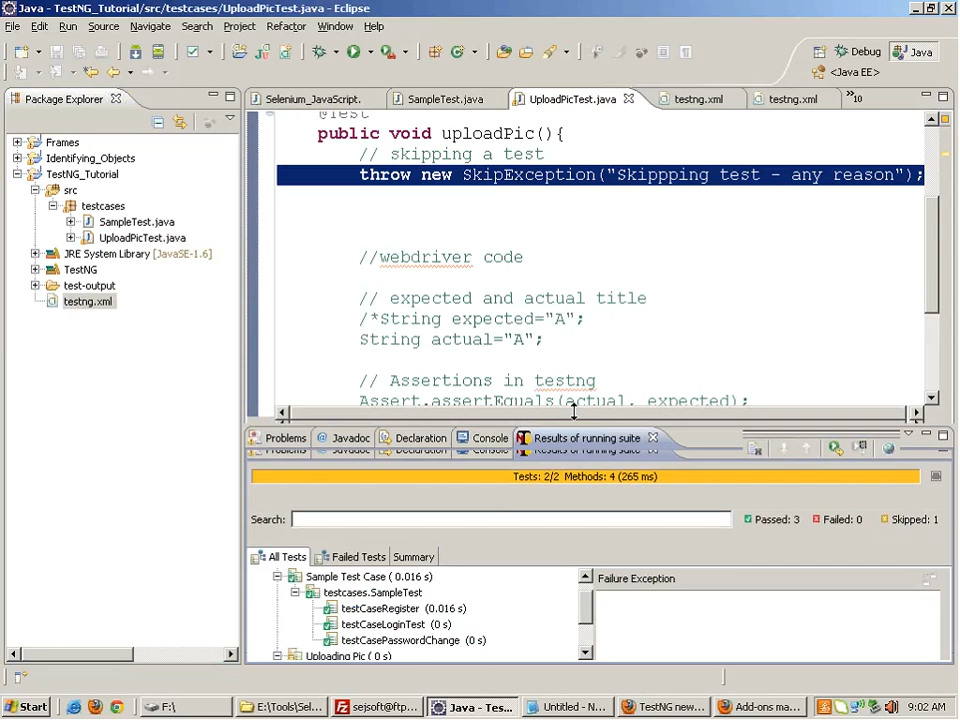 Java - TestNG_Tutorial/src/testcases/UploadPicTest.java - Eclipse
File Edit Run Source Navigate Search Project Refactor Window Help
Debug Java
<Java EE>
Package Explorer
Selenium_JavaScript. SampleTest.java UploadPicTest.java testng.xml testng.xml »10
Frames
Identifying_Objects
TestNG_Tutorial
src
testcases
SampleTest.java
UploadPicTest.java
JRE System Library [JavaSE-1.6]
TestNG
test-output
testng.xml
@Test
public void uploadPic(){
// skipping a test
throw new SkipException("Skippping test - any reason");
//webdriver code
// expected and actual title
/*String expected="A";
String actual="A";
// Assertions in testng
Assert.assertEquals(actual, expected);
Problems Javadoc Declaration Console Results of running suite
Problems Javadoc Declaration Console Results of running suite
Tests: 2/2 Methods: 4 (265 ms)
Search: Passed: 3 Failed: 0 Skipped: 1
All Tests Failed Tests Summary
Sample Test Case ( 0.016 s)
testcases.SampleTest
testCaseRegister (0.016 s)
testCaseLoginTest (0 s)
testCasePasswordChange (0 s)
Uploading Pic ( 0 s)
Failure Exception
Start F:\ E:\Tools\Sel... sejsoft@ftp... Java - Tes... Untitled - N... TestNG new... Add-ons ma... 9:02 AM